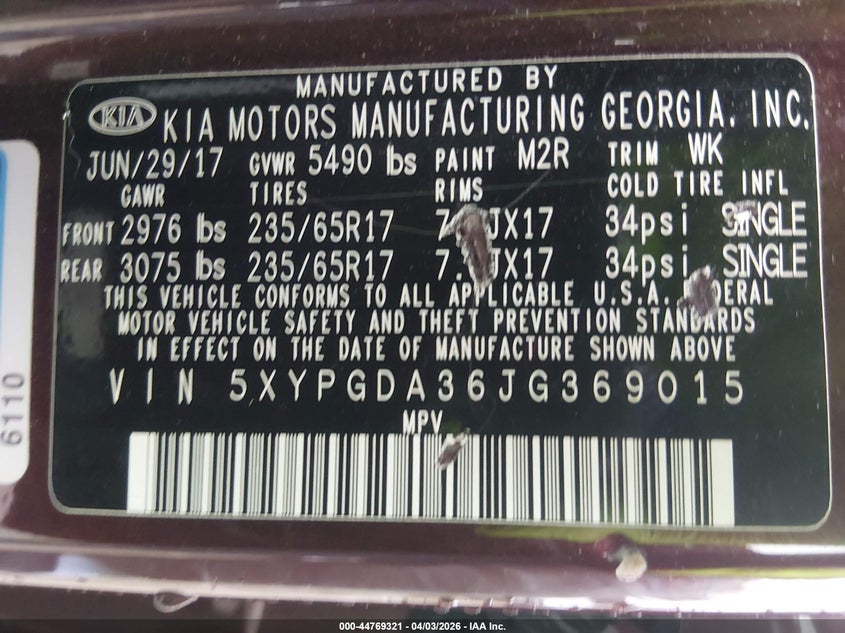 MANUFACTURED BY
KIA KIA MOTORS MANUFACTURING GEORGIA, INC.
JUN/29/17 GVWR 5490 lbs PAINT M2R TRIM WK
GAWR TIRES RIMS COLD TIRE INFL
FRONT 2976 lbs 235/65R17 JX17 34psi SINGLE
REAR 3075 lbs 235/65R17 JX17 34psi SINGLE
THIS VEHICLE CONFORMS TO ALL APPLICABLE U.S.A.
MOTOR VEHICLE SAFETY AND THEFT PREVENTION STANDARDS
IN EFFECT ON THE DATE OF MANUFACTURE SHOWN ABOVE
VIN 5XYPGDA36JG369015
MPV
6110
000-44769321 - 04/03/2026 - IAA Inc.